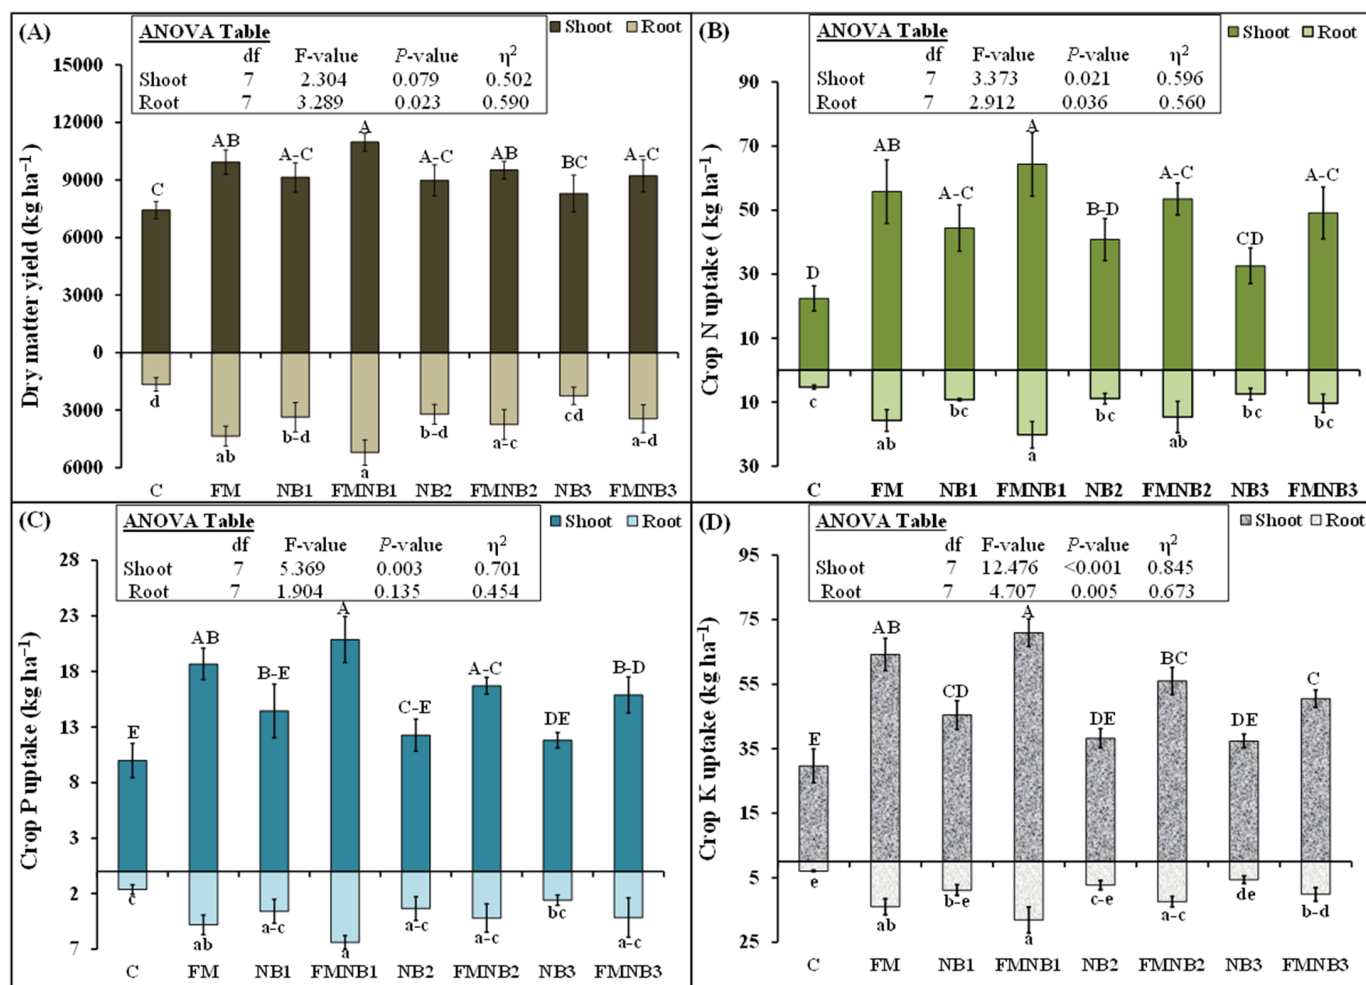 (A)
Shoot Root
ANOVA Table
df F-value P-value η²
Shoot 7 2.304 0.079 0.502
Root 7 3.289 0.023 0.590
Dry matter yield (kg ha⁻¹)
15000
12000
9000
6000
3000
0
3000
6000
C AB A-C A A-C AB BC A-C
d ab b-d a b-d a-c cd a-d
C FM NB1 FMNB1 NB2 FMNB2 NB3 FMNB3
(B)
Shoot Root
ANOVA Table
df F-value P-value η²
Shoot 7 3.373 0.021 0.596
Root 7 2.912 0.036 0.560
Crop N uptake ( kg ha⁻¹)
90
70
50
30
10
10
30
D AB A-C A B-D A-C CD A-C
c ab bc a bc ab bc bc
C FM NB1 FMNB1 NB2 FMNB2 NB3 FMNB3
(C)
Shoot Root
ANOVA Table
df F-value P-value η²
Shoot 7 5.369 0.003 0.701
Root 7 1.904 0.135 0.454
Crop P uptake (kg ha⁻¹)
28
23
18
13
8
3
2
7
E AB B-E A C-E A-C DE B-D
c ab a-c a a-c a-c bc a-c
C FM NB1 FMNB1 NB2 FMNB2 NB3 FMNB3
(D)
Shoot Root
ANOVA Table
df F-value P-value η²
Shoot 7 12.476 <0.001 0.845
Root 7 4.707 0.005 0.673
Crop K uptake (kg ha⁻¹)
95
75
55
35
15
5
25
E AB CD A DE BC DE C
e ab b-e a c-e a-c de b-d
C FM NB1 FMNB1 NB2 FMNB2 NB3 FMNB3